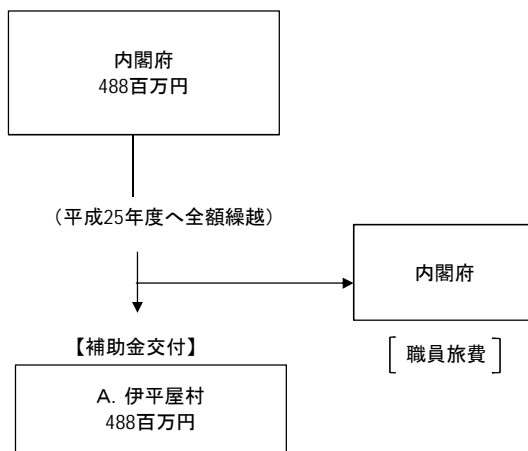 内閣府
488百万円
（平成25年度へ全額繰越）
内閣府
【補助金交付】
［ 職員旅費 ］
A．伊平屋村
488百万円